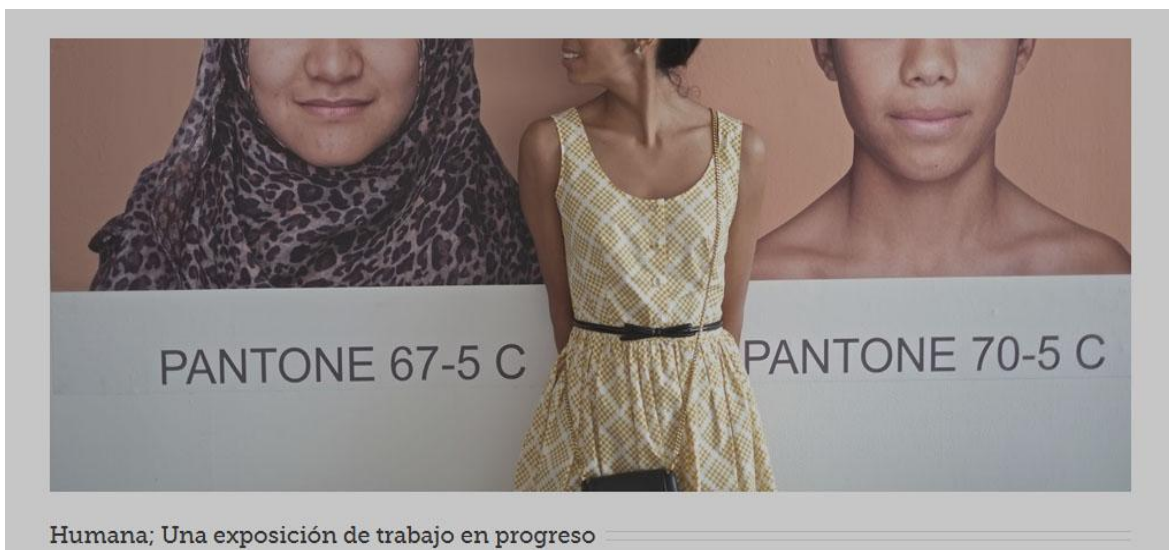 PANTONE 67-5 C
PANTONE 70-5 C
Humana; Una exposición de trabajo en progreso